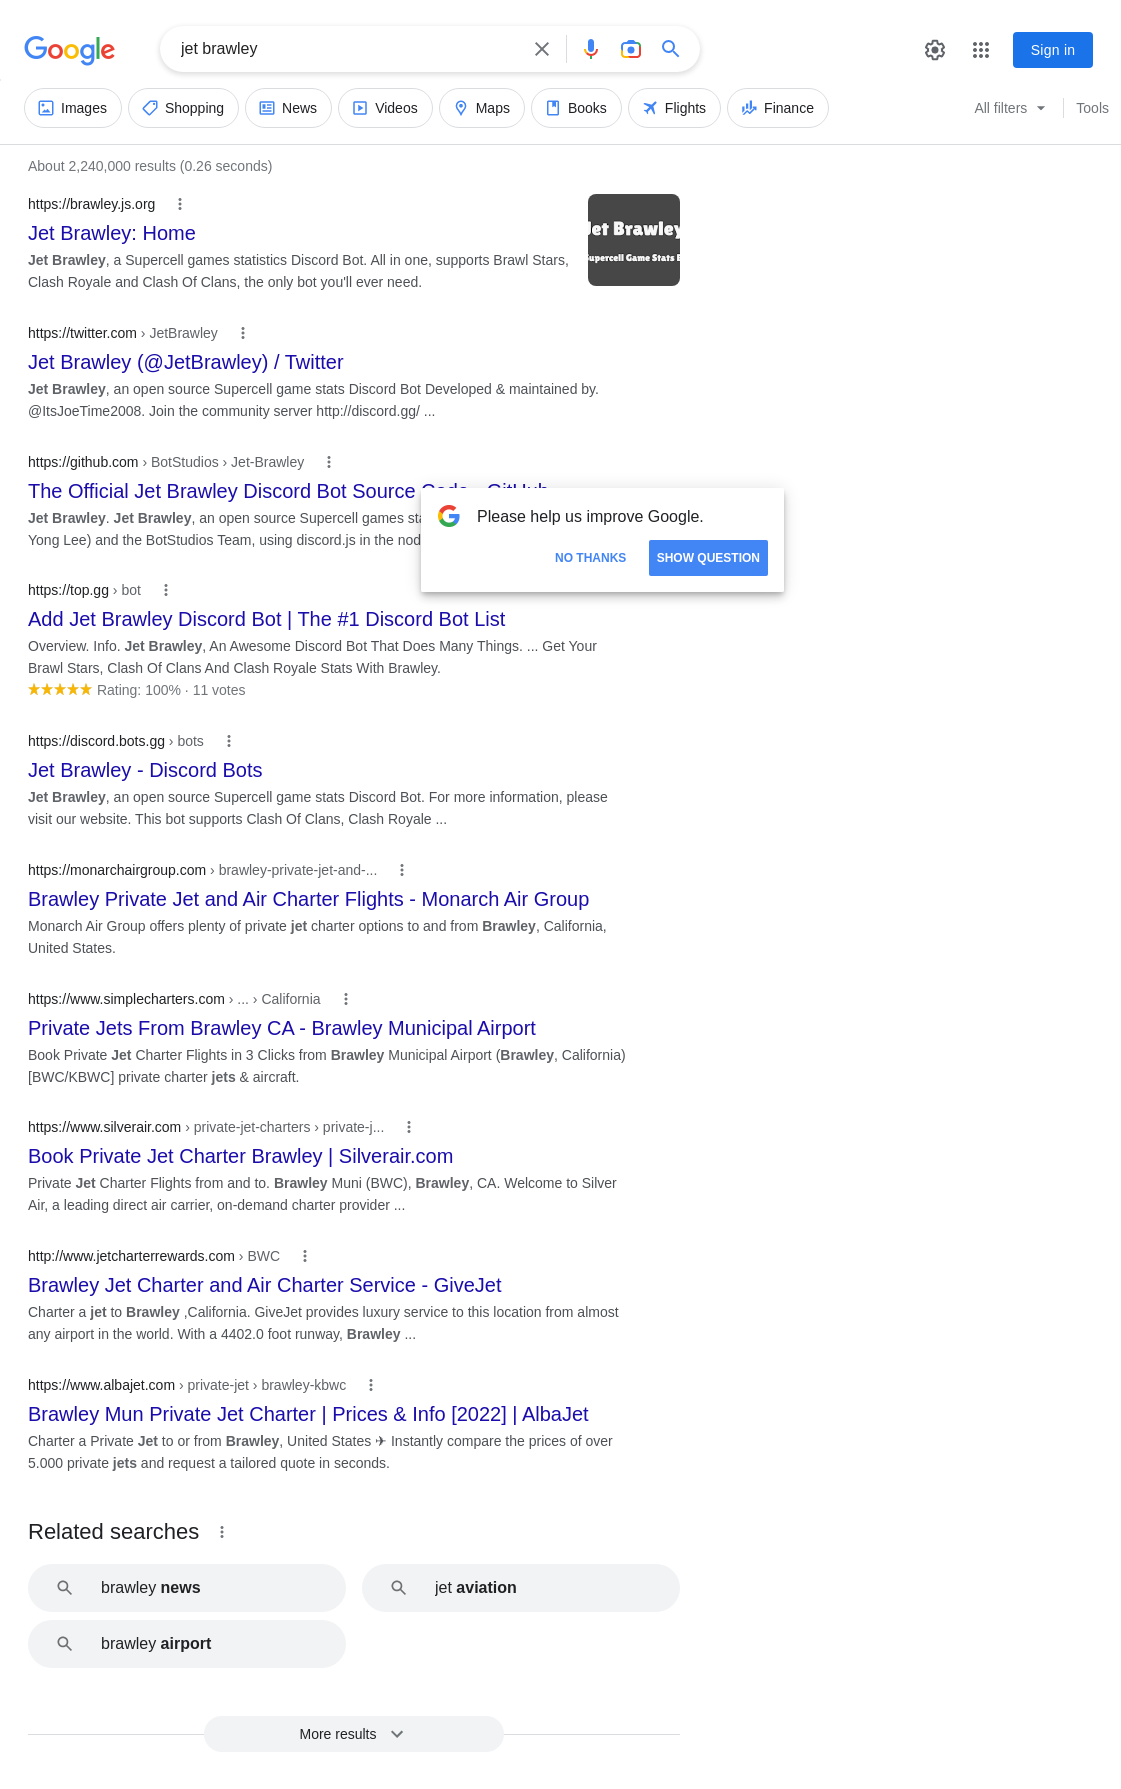 Google
jet brawley
Sign in
Images
Shopping
News
Videos
Maps
Books
Flights
Finance
All filters
Tools
About 2,240,000 results (0.26 seconds)
https://brawley.js.org
Jet Brawley: Home
Jet Brawley, a Supercell games statistics Discord Bot. All in one, supports Brawl Stars,
Clash Royale and Clash Of Clans, the only bot you'll ever need.
Jet Brawley
Supercell Game Stats B
https://twitter.com › JetBrawley
Jet Brawley (@JetBrawley) / Twitter
Jet Brawley, an open source Supercell game stats Discord Bot Developed & maintained by.
@ItsJoeTime2008. Join the community server http://discord.gg/ ...
https://github.com › BotStudios › Jet-Brawley
The Official Jet Brawley Discord Bot Source Code - GitHub
Jet Brawley. Jet Brawley, an open source Supercell games sta
Yong Lee) and the BotStudios Team, using discord.js in the nod
Please help us improve Google.
NO THANKS
SHOW QUESTION
https://top.gg › bot
Add Jet Brawley Discord Bot | The #1 Discord Bot List
Overview. Info. Jet Brawley, An Awesome Discord Bot That Does Many Things. ... Get Your
Brawl Stars, Clash Of Clans And Clash Royale Stats With Brawley.
Rating: 100% · 11 votes
https://discord.bots.gg › bots
Jet Brawley - Discord Bots
Jet Brawley, an open source Supercell game stats Discord Bot. For more information, please
visit our website. This bot supports Clash Of Clans, Clash Royale ...
https://monarchairgroup.com › brawley-private-jet-and-...
Brawley Private Jet and Air Charter Flights - Monarch Air Group
Monarch Air Group offers plenty of private jet charter options to and from Brawley, California,
United States.
https://www.simplecharters.com › ... › California
Private Jets From Brawley CA - Brawley Municipal Airport
Book Private Jet Charter Flights in 3 Clicks from Brawley Municipal Airport (Brawley, California)
[BWC/KBWC] private charter jets & aircraft.
https://www.silverair.com › private-jet-charters › private-j...
Book Private Jet Charter Brawley | Silverair.com
Private Jet Charter Flights from and to. Brawley Muni (BWC), Brawley, CA. Welcome to Silver
Air, a leading direct air carrier, on-demand charter provider ...
http://www.jetcharterrewards.com › BWC
Brawley Jet Charter and Air Charter Service - GiveJet
Charter a jet to Brawley ,California. GiveJet provides luxury service to this location from almost
any airport in the world. With a 4402.0 foot runway, Brawley ...
https://www.albajet.com › private-jet › brawley-kbwc
Brawley Mun Private Jet Charter | Prices & Info [2022] | AlbaJet
Charter a Private Jet to or from Brawley, United States ✈ Instantly compare the prices of over
5.000 private jets and request a tailored quote in seconds.
Related searches
brawley news
jet aviation
brawley airport
More results